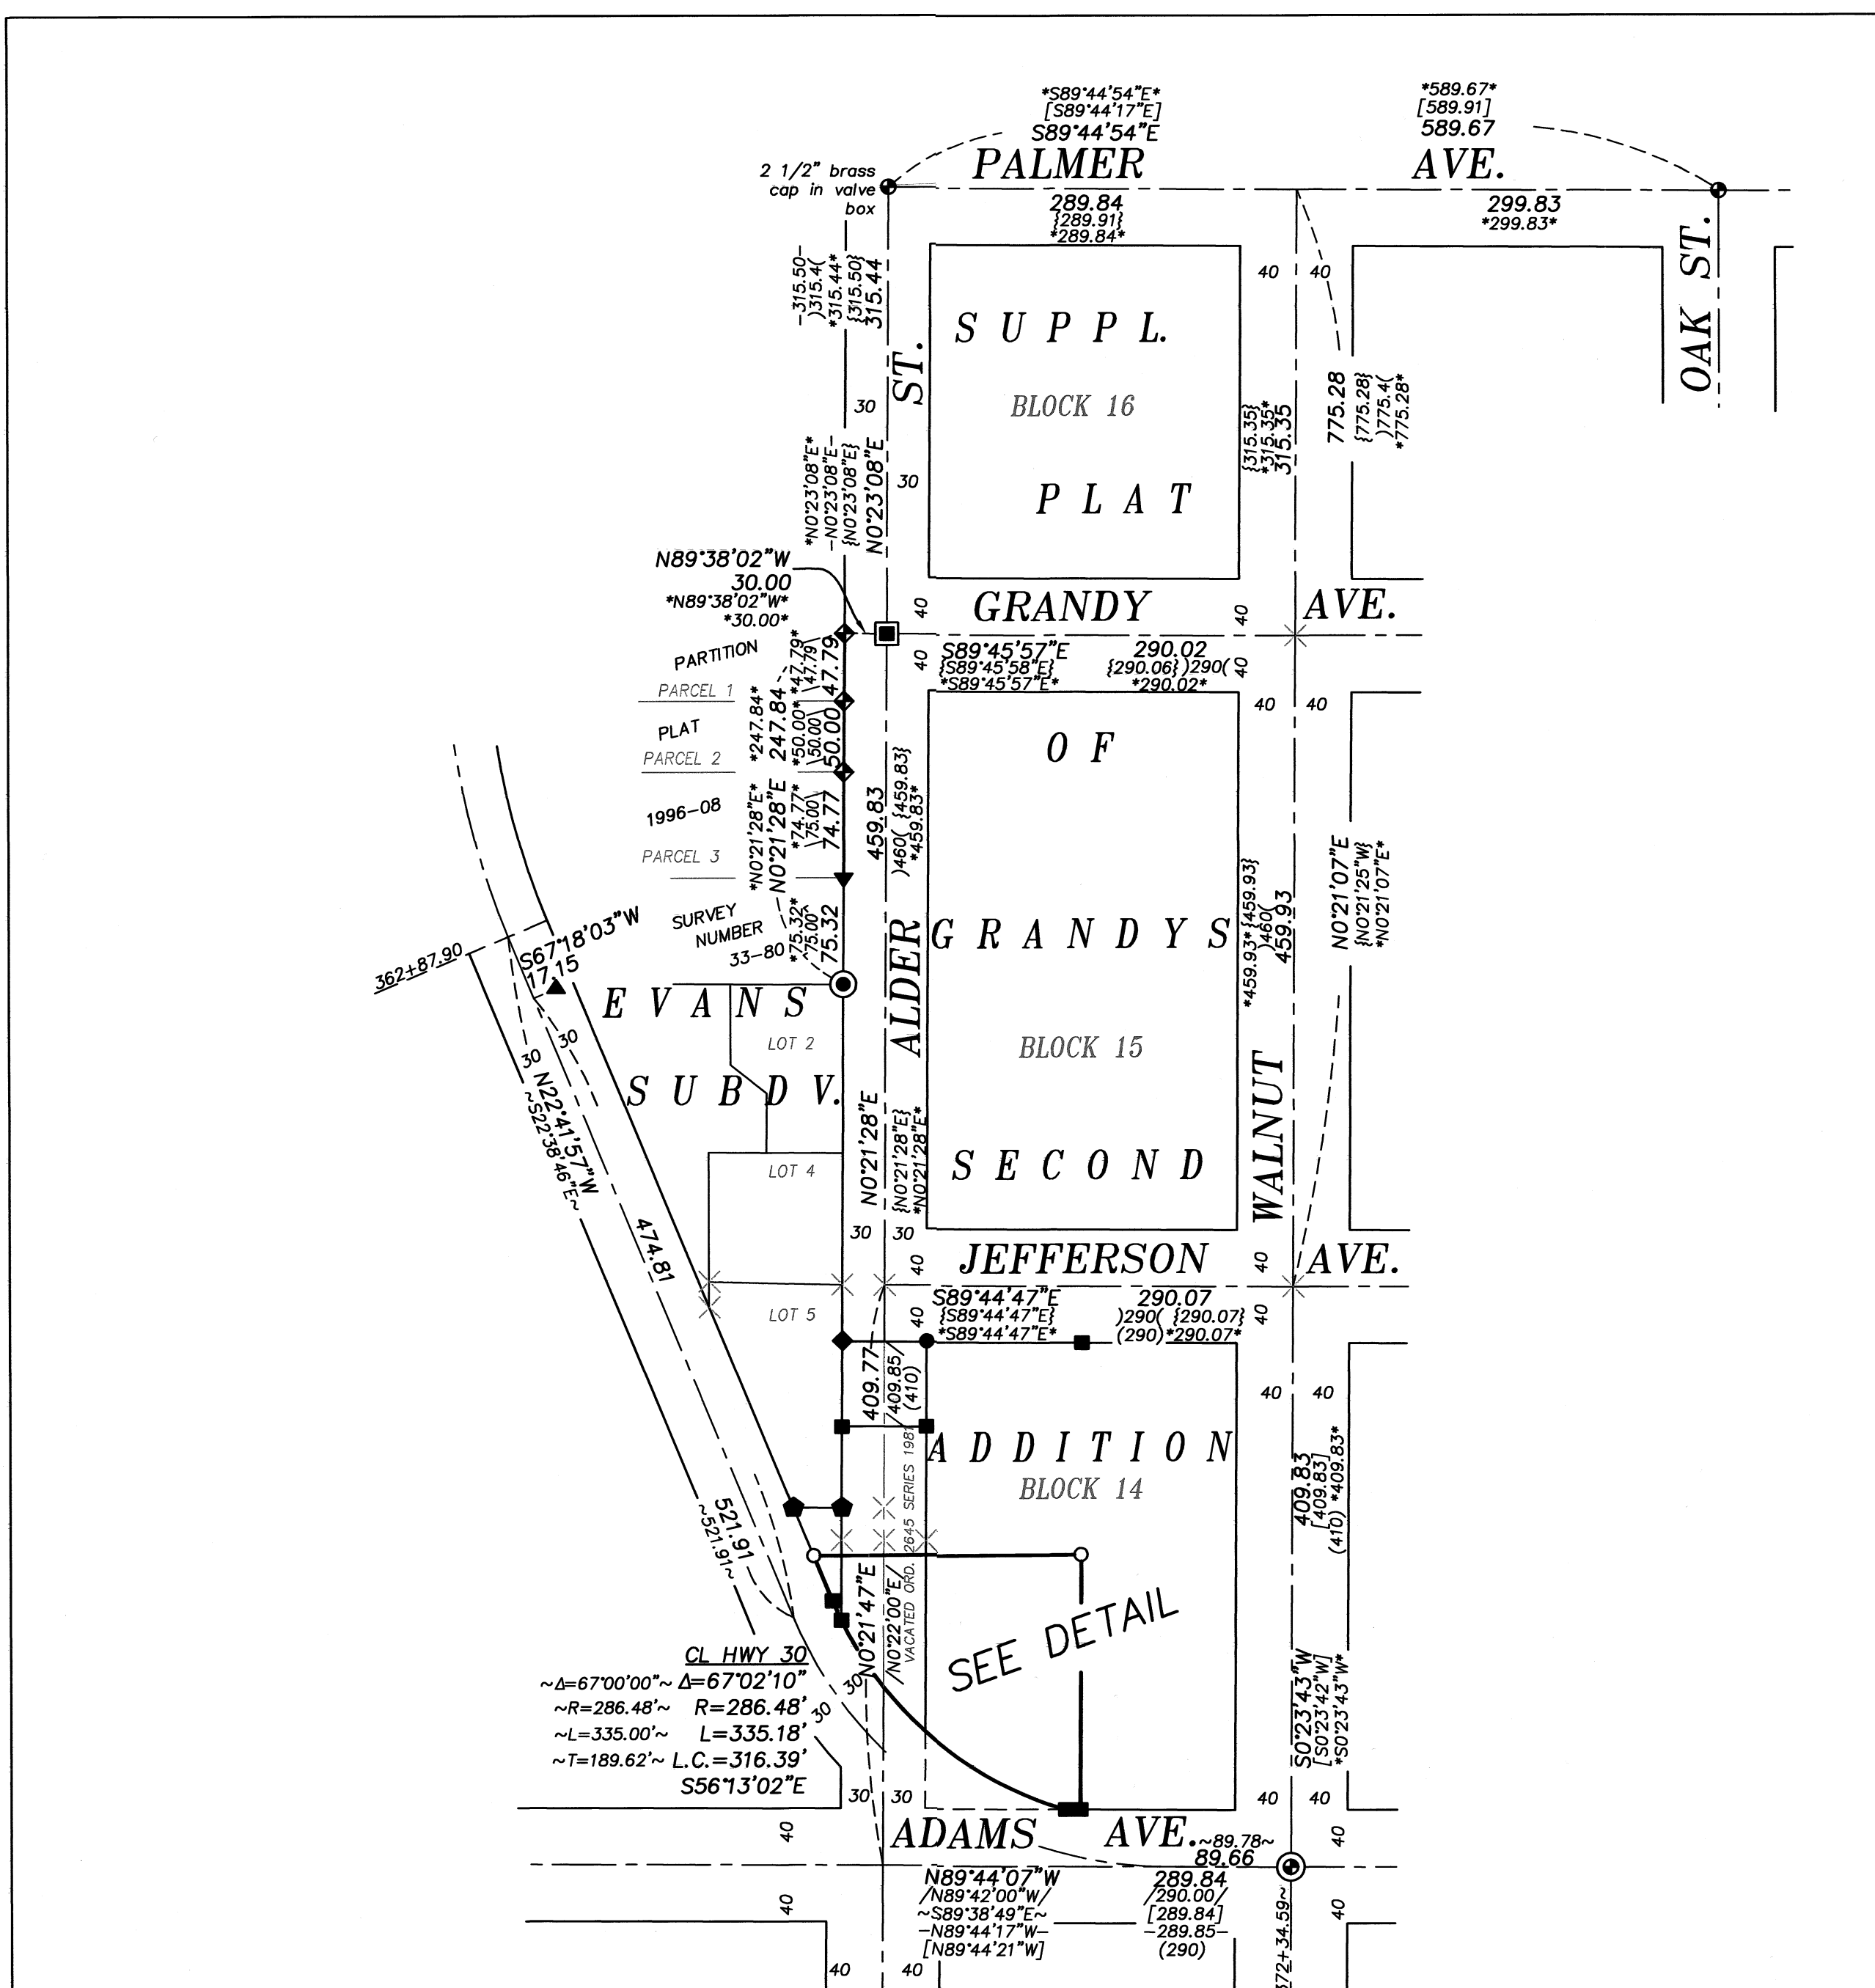 *S89°44'54"E*
[S89°44'17"E]
S89°44'54"E
*589.67*
[589.91]
589.67
PALMER AVE.
2 1/2" brass
cap in valve
box
289.84
{289.91}
*289.84*
299.83
*299.83*
OAK ST.
-315.50-
)315.4(
*315.44*
{315.50}
315.44
40 40
SUPPL.
BLOCK 16
PLAT
ST.
30
30
{315.35}
*315.35*
315.35
775.28
{775.28}
)775.4(
*775.28*
*N0°23'08"E*
-N0°23'08"E-
{N0°23'08"E}
N0°23'08"E
N89°38'02"W
30.00
*N89°38'02"W*
*30.00*
40
GRANDY AVE.
40
40
S89°45'57"E
{S89°45'58"E}
*S89°45'57"E*
290.02
{290.06} )290(
*290.02*
40
40 40
PARTITION
PARCEL 1
PLAT
PARCEL 2
1996-08
PARCEL 3
*247.84*
247.84
*47.79*
47.79
47.79
*50.00*
50.00
50.00
*N0°21'28"E*
N0°21'28"E
*74.77*
75.00
74.77
SURVEY
NUMBER
33-80
*75.32*
75.00
75.32
459.83
)460( {459.83}
*459.83*
OF
GRANDYS
BLOCK 15
SECOND
ALDER
*459.93* {459.93}
)460(
459.93
N0°21'07"E
{N0°21'25"W}
*N0°21'07"E*
WALNUT
362+87.90
S67°18'03"W
17.15
EVANS
LOT 2
SUBDV.
LOT 4
30
30
N22°41'57"W
~S22°38'46"E~
474.81
N0°21'28"E
{N0°21'28"E}
*N0°21'28"E*
30 30
40
JEFFERSON AVE.
40
LOT 5
40
S89°44'47"E
{S89°44'47"E}
*S89°44'47"E*
290.07
)290( {290.07}
(290) *290.07*
40
409.77
/409.85/
(410)
40 40
ADDITION
BLOCK 14
409.83
[409.83]
(410) *409.83*
521.91
~521.91~
VACATED ORD. 2645 SERIES 1981
N0°21'47"E
/N0°22'00"E/
SEE DETAIL
S0°23'43"W
[S0°23'42"W]
*S0°23'43"W*
CL HWY 30
~Δ=67°00'00"~ Δ=67°02'10"
~R=286.48'~ R=286.48'
~L=335.00'~ L=335.18'
~T=189.62'~ L.C.=316.39'
S56°13'02"E
30
30
30 30
40 40
40
ADAMS AVE.
~89.78~
89.66
40
N89°44'07"W
/N89°42'00"W/
~S89°38'49"E~
-N89°44'17"W-
[N89°44'21"W]
289.84
/290.00/
[289.84]
-289.85-
(290)
40
40
40 40
72+34.59~